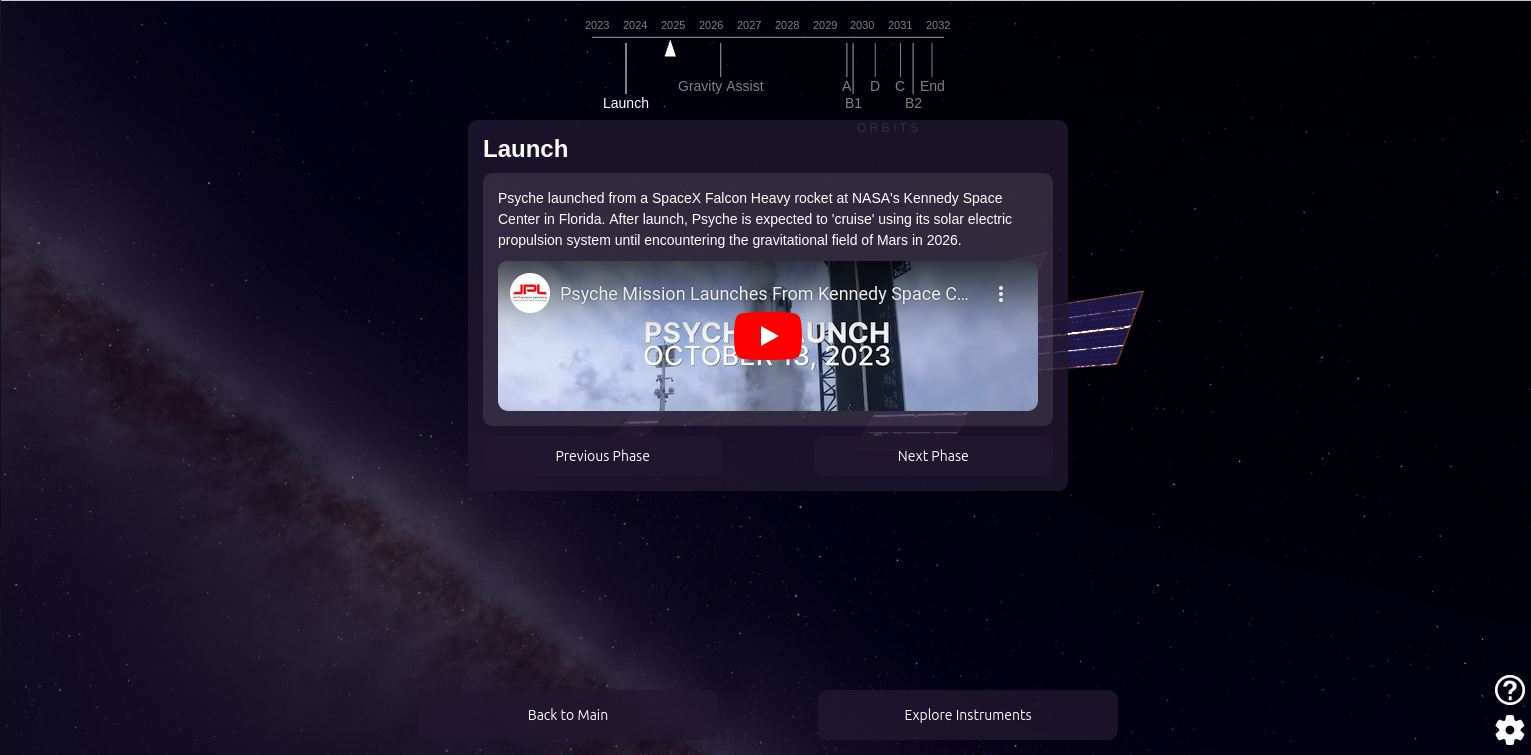 2023 2024 2025 2026 2027 2028 2029 2030 2031 2032
Gravity Assist A D C End
Launch B1 B2
ORBITS
Launch
Psyche launched from a SpaceX Falcon Heavy rocket at NASA's Kennedy Space
Center in Florida. After launch, Psyche is expected to 'cruise' using its solar electric
propulsion system until encountering the gravitational field of Mars in 2026.
JPL
Psyche Mission Launches From Kennedy Space C...
OCTOBER 13, 2023
Previous Phase Next Phase
Back to Main Explore Instruments